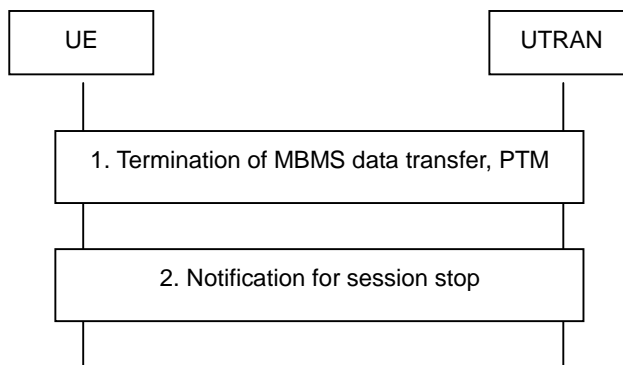 UE
UTRAN
1. Termination of MBMS data transfer, PTM
2. Notification for session stop